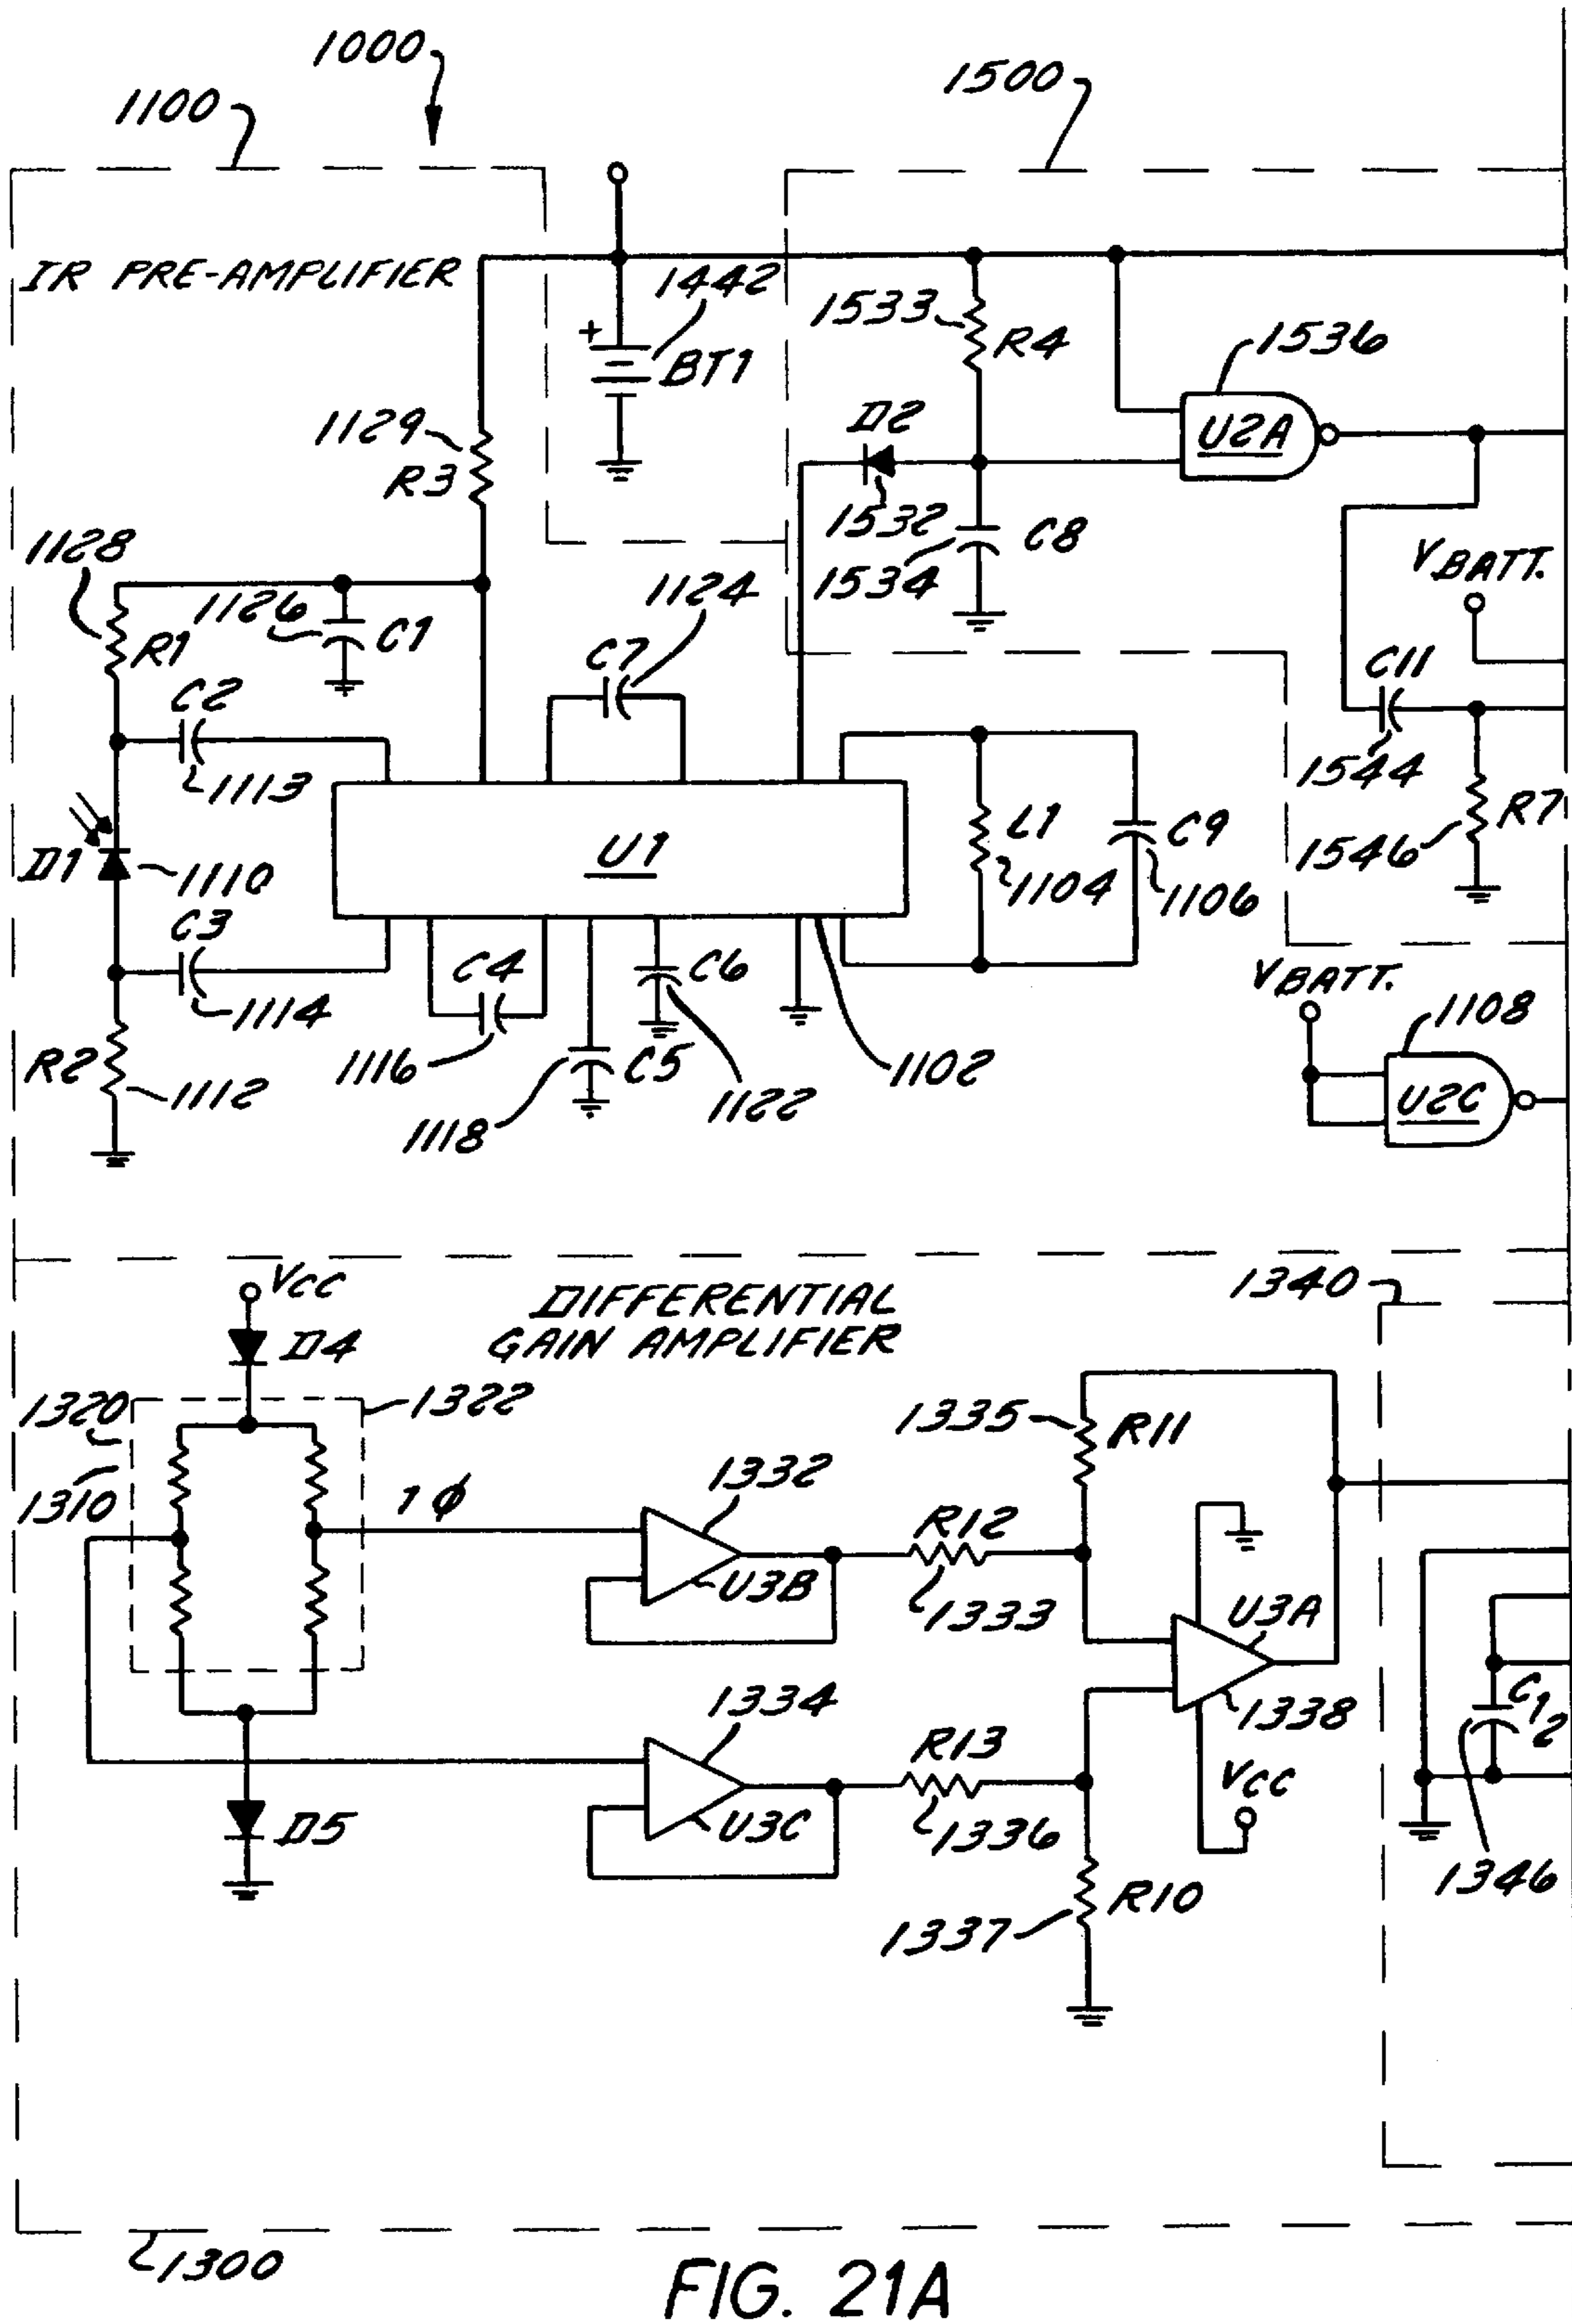 1000
1100
1500
IR PRE-AMPLIFIER
1442
+
BT1
1533
R4
1536
U2A
D2
1532
1534
C8
1129
R3
VBATT.
1128
R1
1126
C1
1124
C7
C2
1113
C11
1544
R7
1546
D1
1110
U1
L1
1104
C9
1106
C3
1114
C4
1116
C6
1122
C5
1118
1102
R2
1112
VBATT.
1108
U2C
VCC
D4
DIFFERENTIAL
GAIN AMPLIFIER
1340
1320
1322
1310
1 ϕ
1332
U3B
1335
R11
R12
1333
U3A
1338
1334
U3C
R13
1336
VCC
C12
1346
D5
R10
1337
1300
FIG. 21A